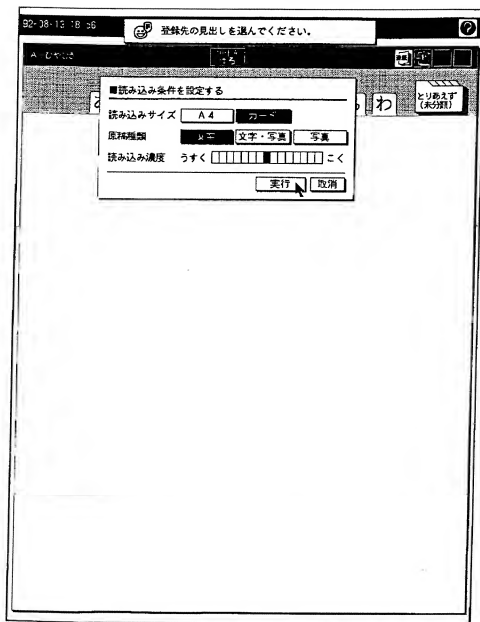 92-08-13 18:56
登録先の見出しを選んでください。
?
■読み込み条件を設定する
読み込みサイズ A4 カード
原稿種類 文字 文字・写真 写真
読み込み濃度 うすく こく
実行 取消
わ
とりあえず
(未分類)